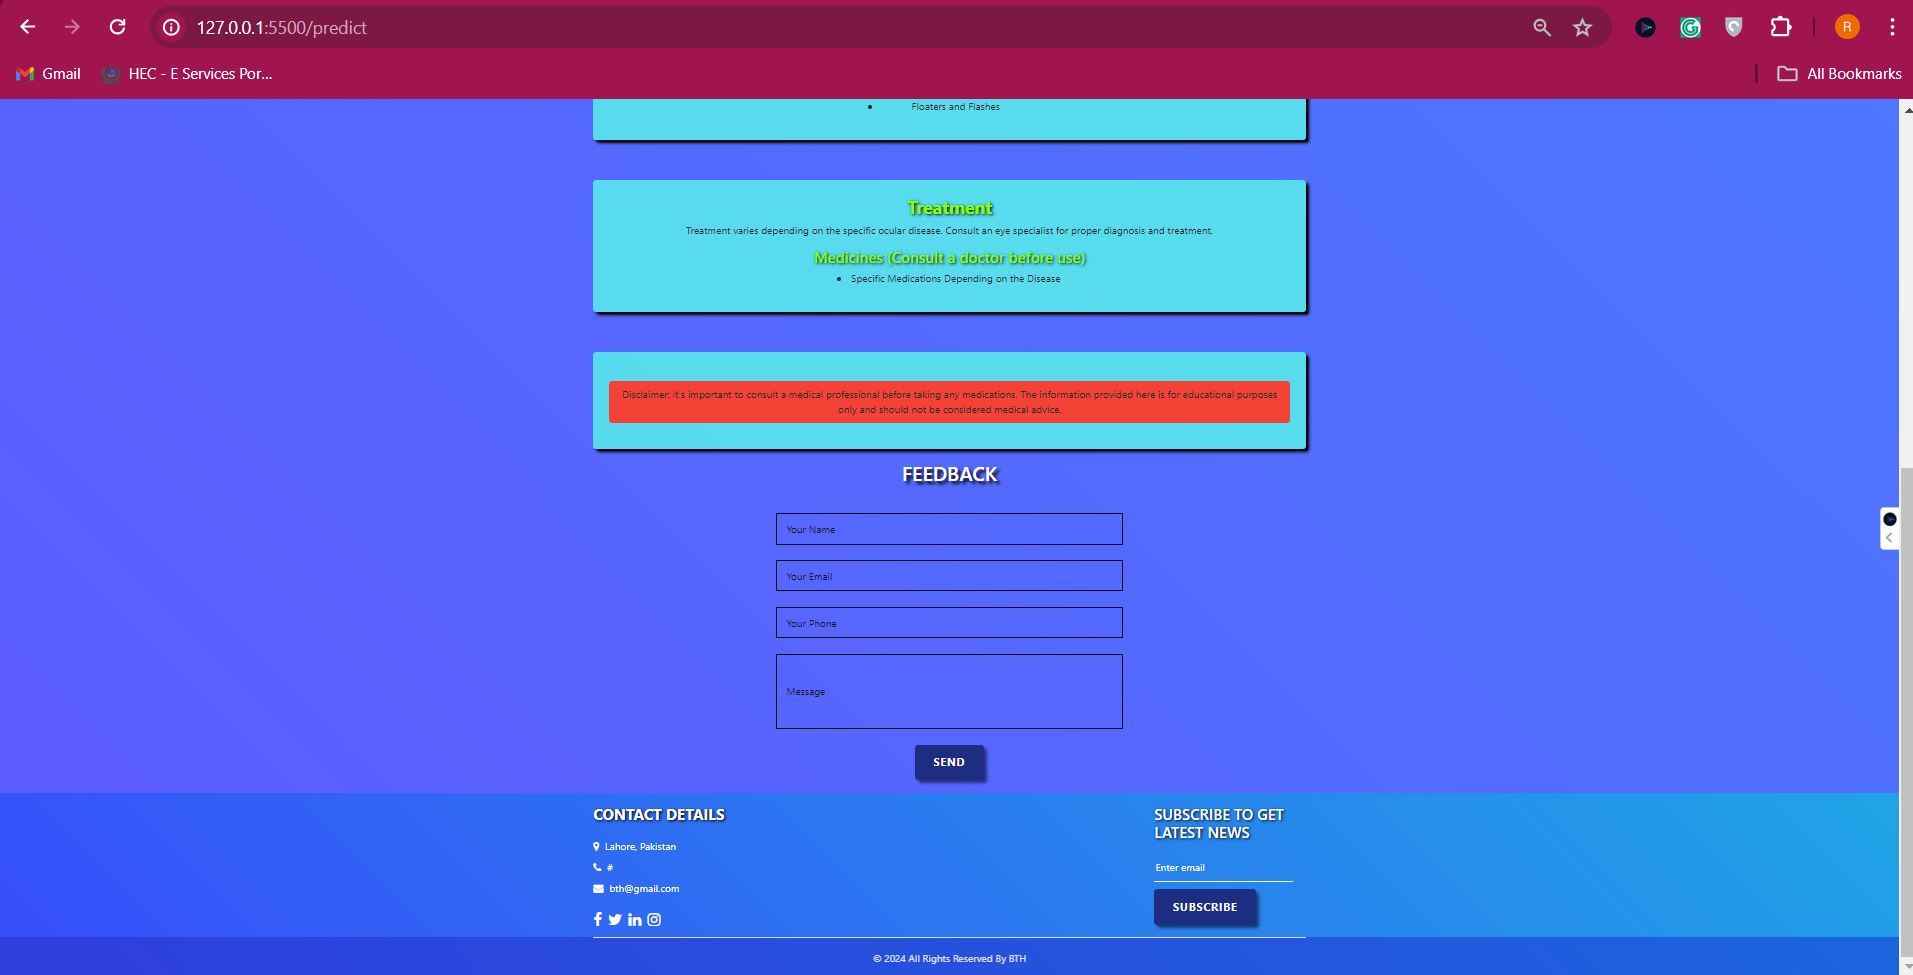 127.0.0.1:5500/predict
R
Gmail
HEC - E Services Por...
All Bookmarks
• Floaters and Flashes
Treatment
Treatment varies depending on the specific ocular disease. Consult an eye specialist for proper diagnosis and treatment.
Medicines (Consult a doctor before use)
• Specific Medications Depending on the Disease
Disclaimer: It's important to consult a medical professional before taking any medications. The information provided here is for educational purposes
only and should not be considered medical advice.
FEEDBACK
Your Name
Your Email
Your Phone
Message
SEND
CONTACT DETAILS
Lahore, Pakistan
#
bth@gmail.com
SUBSCRIBE TO GET
LATEST NEWS
Enter email
SUBSCRIBE
© 2024 All Rights Reserved By BTH